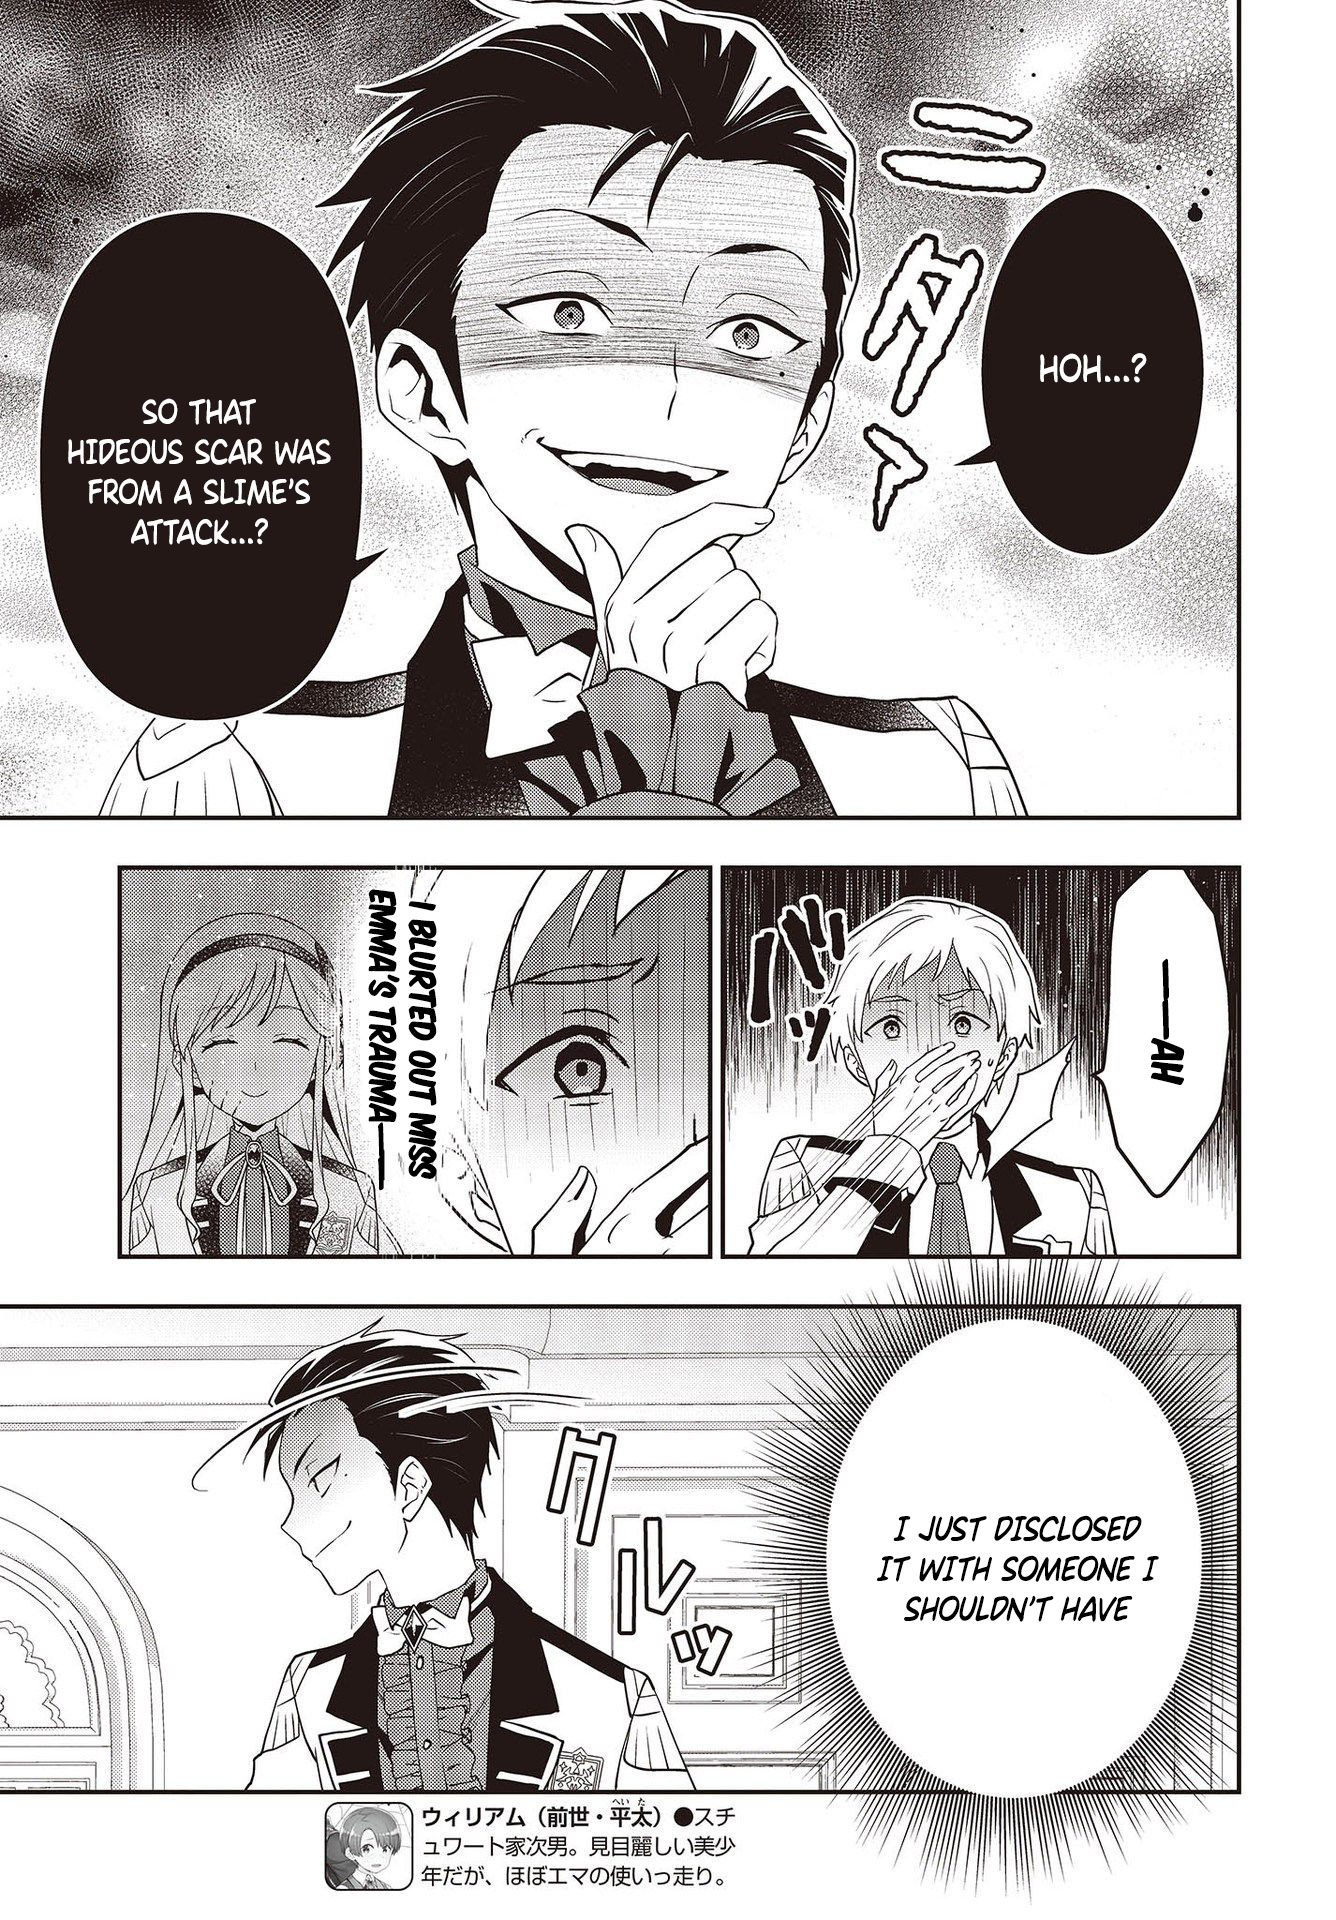 ニタァ
HOH...?
SO THAT
HIDEOUS SCAR WAS
FROM A SLIME'S
ATTACK...?
——AH
バッ
I BLURTED OUT MISS
EMMA'S TRAUMA——
I JUST DISCLOSED
IT WITH SOMEONE I
SHOULDN'T HAVE
クルッ
ウィリアム（前世・平太）●スチ
へいた
ュワート家次男。見目麗しい美少
年だが、ほぼエマの使いっ走り。